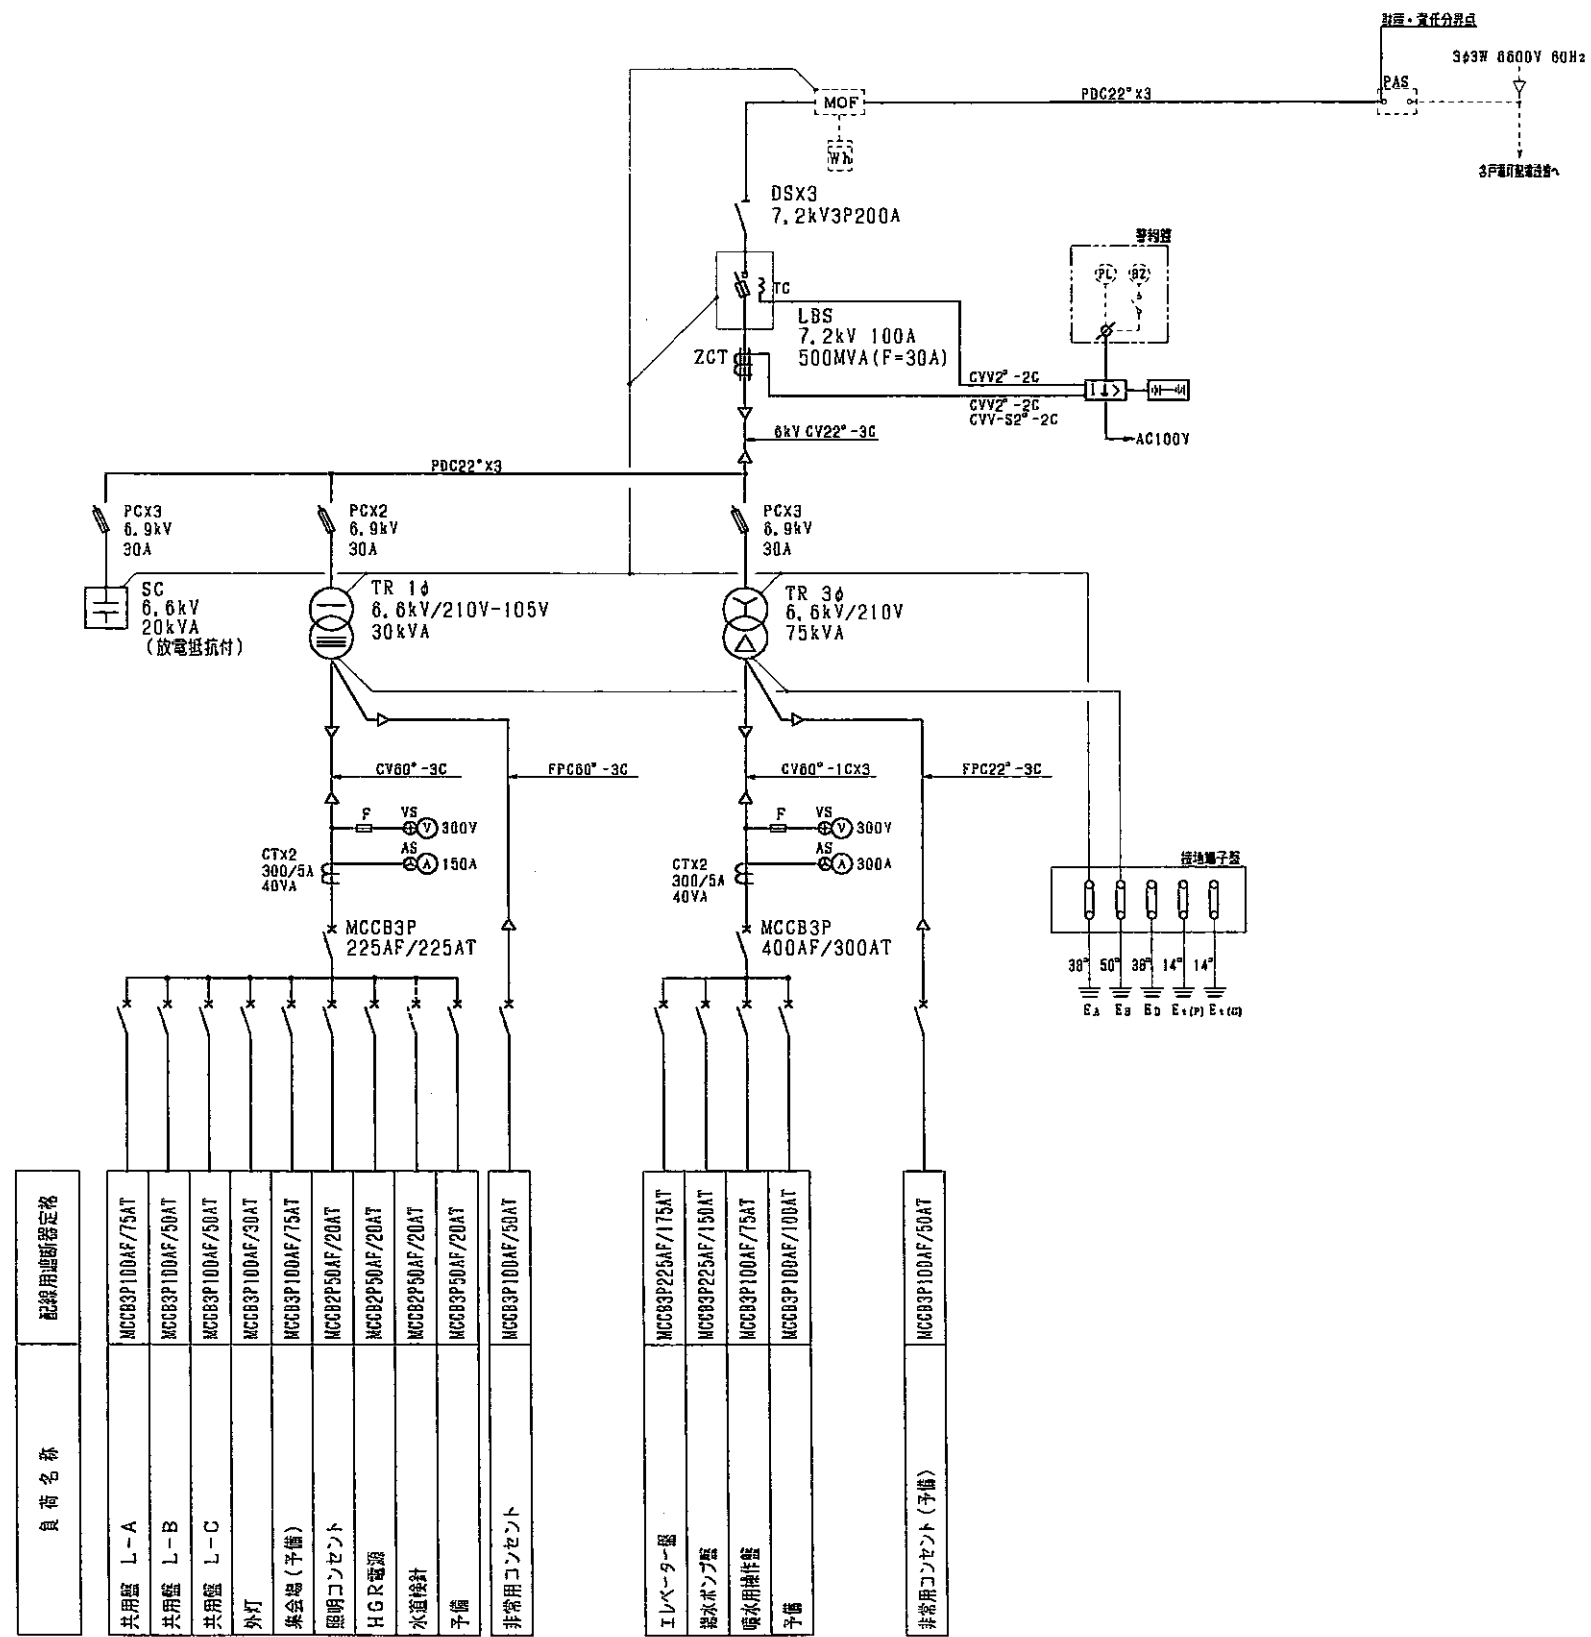 財産・責任分界点
3φ3W 6600V 60Hz
PAS
PDC22°X3
MOF
Wh
DSX3
7.2kV3P200A
警報盤
PL
BZ
TC
LBS
7.2kV 100A
500MVA(F=30A)
ZCT
CVV2°-2C
CVV2°-2C
CVV-S2°-2C
AC100V
6kV CV22°-3C
PDC22°X3
PCX3
6.9kV
30A
PCX2
6.9kV
30A
PCX3
6.9kV
30A
SC
6.6kV
20kVA
(放電抵抗付)
TR 1φ
6.6kV/210V-105V
30kVA
TR 3φ
6.6kV/210V
75kVA
CV60°-3C
FPC60°-3C
CV60°-1CX3
FPC22°-3C
F
VS
V
300V
AS
A
150A
CTX2
300/5A
40VA
F
VS
V
300V
AS
A
300A
CTX2
300/5A
40VA
MCCB3P
225AF/225AT
MCCB3P
400AF/300AT
接地端子盤
38°
50°
38°
14°
14°
EA
EB
ED
Et(P)
Et(C)
配線用遮断器定格
MCCB3P100AF/75AT
MCCB3P100AF/50AT
MCCB3P100AF/50AT
MCCB3P100AF/30AT
MCCB3P100AF/75AT
MCCB2P50AF/20AT
MCCB2P50AF/20AT
MCCB2P50AF/20AT
MCCB3P50AF/20AT
MCCB3P100AF/50AT
MCCB3P225AF/175AT
MCCB3P225AF/150AT
MCCB3P100AF/75AT
MCCB3P100AF/100AT
MCCB3P100AF/50AT
負荷名称
共用盤 L-A
共用盤 L-B
共用盤 L-C
外灯
集会場(予備)
照明コンセント
HGR電源
水道検針
予備
非常用コンセント
エレベーター盤
給水ポンプ盤
噴水用操作盤
予備
非常用コンセント(予備)